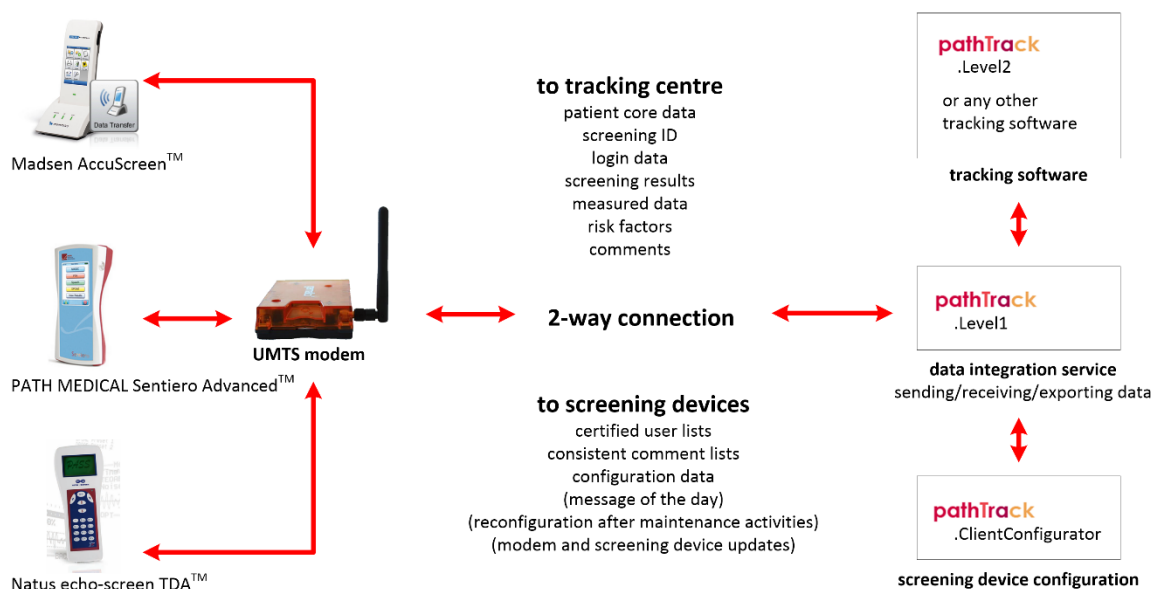 Data Transfer
Madsen AccuScreen™
PATH MEDICAL Sentiero Advanced™
PASS
Natus echo-screen TDA™
UMTS modem
to tracking centre
patient core data
screening ID
login data
screening results
measured data
risk factors
comments
2-way connection
to screening devices
certified user lists
consistent comment lists
configuration data
(message of the day)
(reconfiguration after maintenance activities)
(modem and screening device updates)
pathTrack
.Level2
or any other
tracking software
tracking software
pathTrack
.Level1
data integration service
sending/receiving/exporting data
pathTrack
.ClientConfigurator
screening device configuration